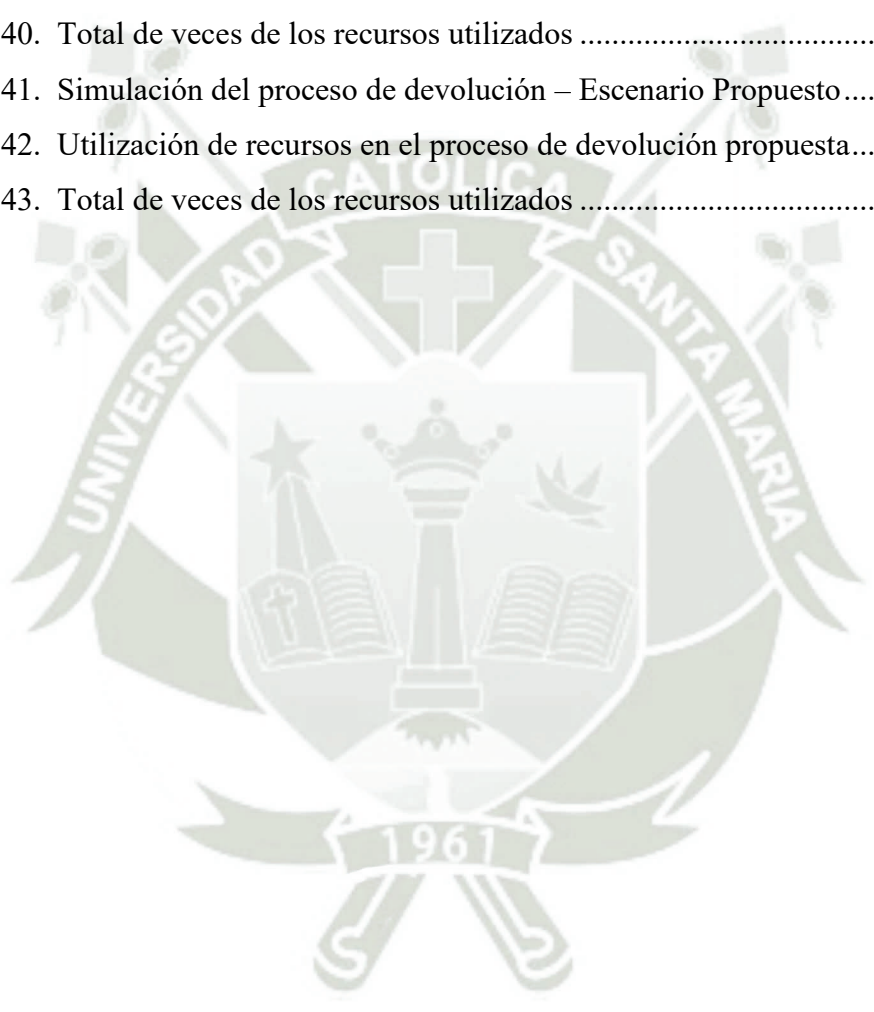 40. Total de veces de los recursos utilizados .....................................
41. Simulación del proceso de devolución – Escenario Propuesto....
42. Utilización de recursos en el proceso de devolución propuesta...
43. Total de veces de los recursos utilizados .....................................
UNIVERSIDAD CATÓLICA SANTA MARIA
1961